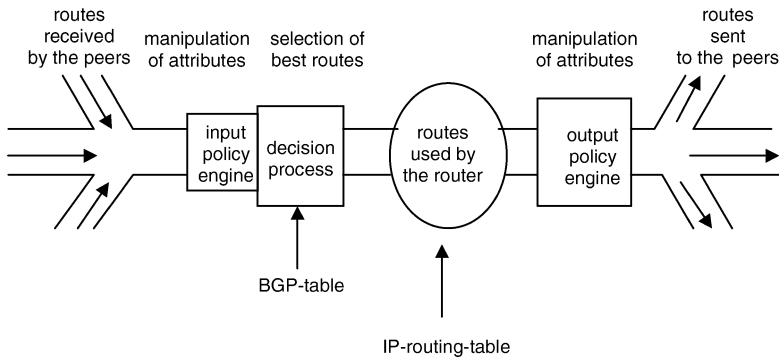 routes
received
by the peers
manipulation
of attributes
selection of
best routes
manipulation
of attributes
routes
sent
to the peers
input
policy
engine
decision
process
routes
used by
the router
output
policy
engine
BGP-table
IP-routing-table